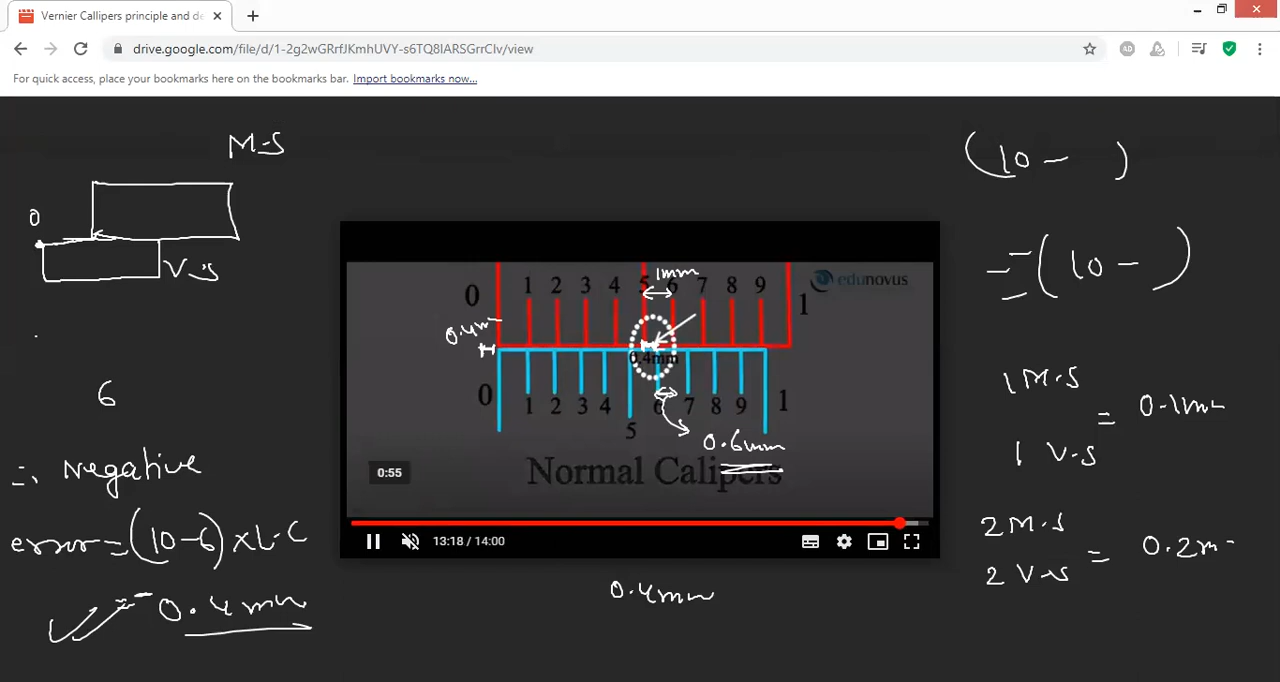 Vernier Callipers principle and de
drive.google.com/file/d/1-2g2wGRrfJKmhUVY-s6TQ8IARSGrrClv/view
For quick access, place your bookmarks here on the bookmarks bar. Import bookmarks now...
M-S
0
V-S
6
∴ Negative
error = (10-6) × L-C
= - 0.4 mm
1mm
edunovus
0 1 2 3 4 5 6 7 8 9 1
0.4m
0.4mm
0 1 2 3 4 5 6 7 8 9 1
0.6mm
Normal Calipers
0:55
13:18 / 14:00
0.4mm
(10 - )
= (10 - )
1 M-S
1 V-S
= 0.1mm
2 M-S
2 V-S
= 0.2m